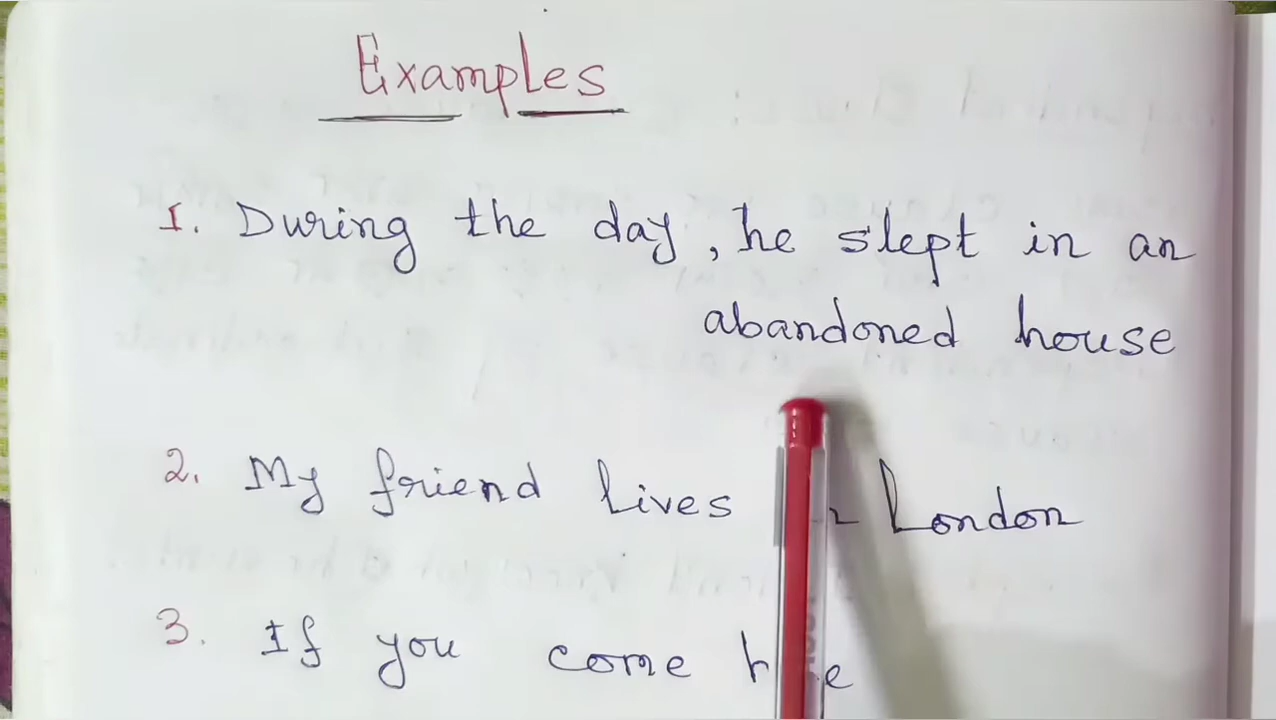 Examples
1. During the day, he slept in an
abandoned house
2. My friend lives London
3. If you come